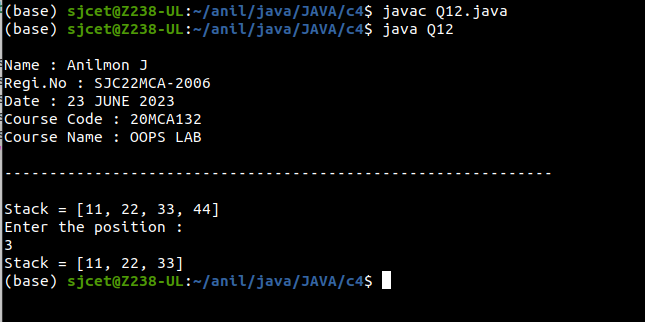 (base) sjcet@Z238-UL:~/anil/java/JAVA/c4$ javac Q12.java
(base) sjcet@Z238-UL:~/anil/java/JAVA/c4$ java Q12
Name : Anilmon J
Regi.No : SJC22MCA-2006
Date : 23 JUNE 2023
Course Code : 20MCA132
Course Name : OOPS LAB
-------------------------------------------------------------
Stack = [11, 22, 33, 44]
Enter the position :
3
Stack = [11, 22, 33]
(base) sjcet@Z238-UL:~/anil/java/JAVA/c4$